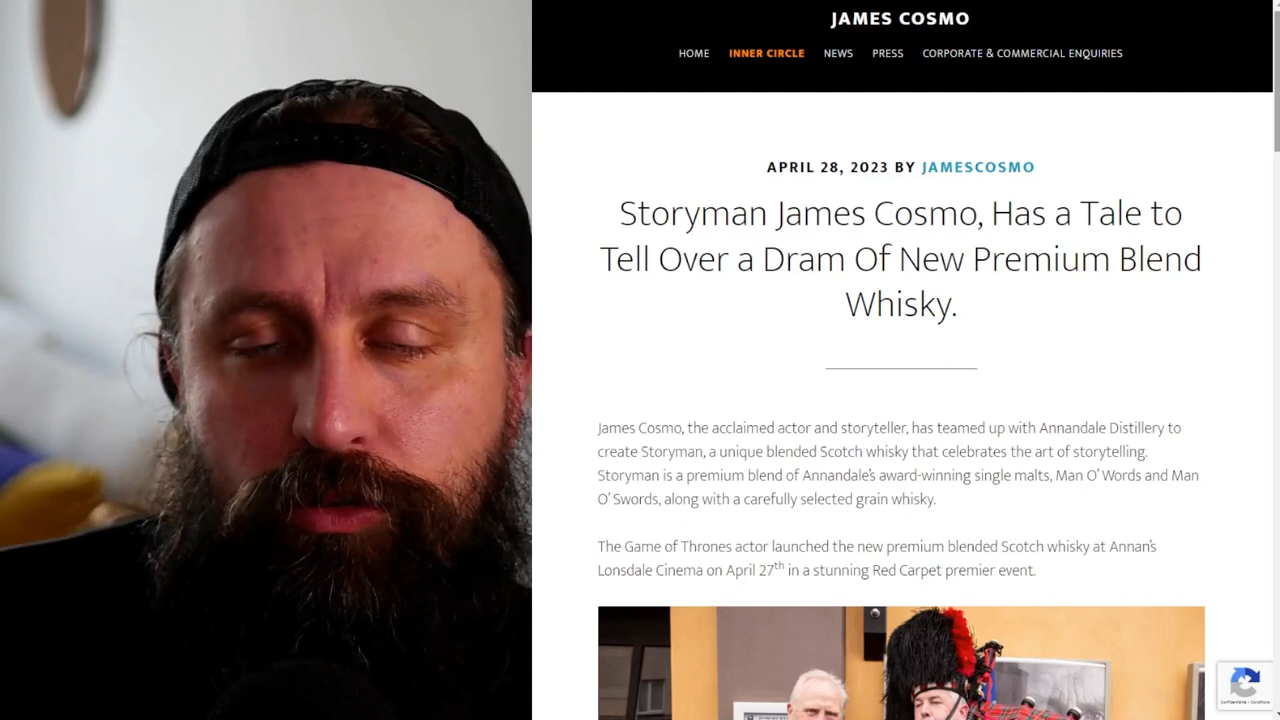 JAMES COSMO
HOME INNER CIRCLE NEWS PRESS CORPORATE & COMMERCIAL ENQUIRIES
APRIL 28, 2023 BY JAMESCOSMO
Storyman James Cosmo, Has a Tale to
Tell Over a Dram Of New Premium Blend
Whisky.
James Cosmo, the acclaimed actor and storyteller, has teamed up with Annandale Distillery to
create Storyman, a unique blended Scotch whisky that celebrates the art of storytelling.
Storyman is a premium blend of Annandale's award-winning single malts, Man O' Words and Man
O' Swords, along with a carefully selected grain whisky.
The Game of Thrones actor launched the new premium blended Scotch whisky at Annan's
Lonsdale Cinema on April 27th in a stunning Red Carpet premier event.